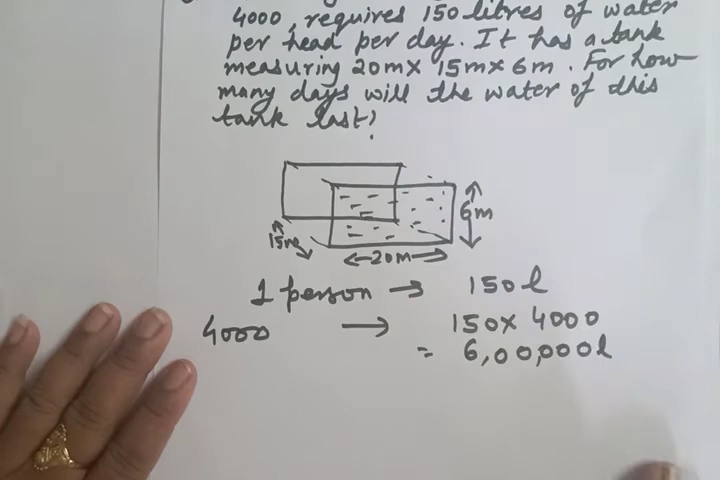 4000, requires 150 litres of water
per head per day. It has a tank
measuring 20m x 15m x 6m. For how
many days will the water of this
tank last?
6m
15m
20m
1 person → 150 l
4000 → 150 x 4000
= 6,00,000 l